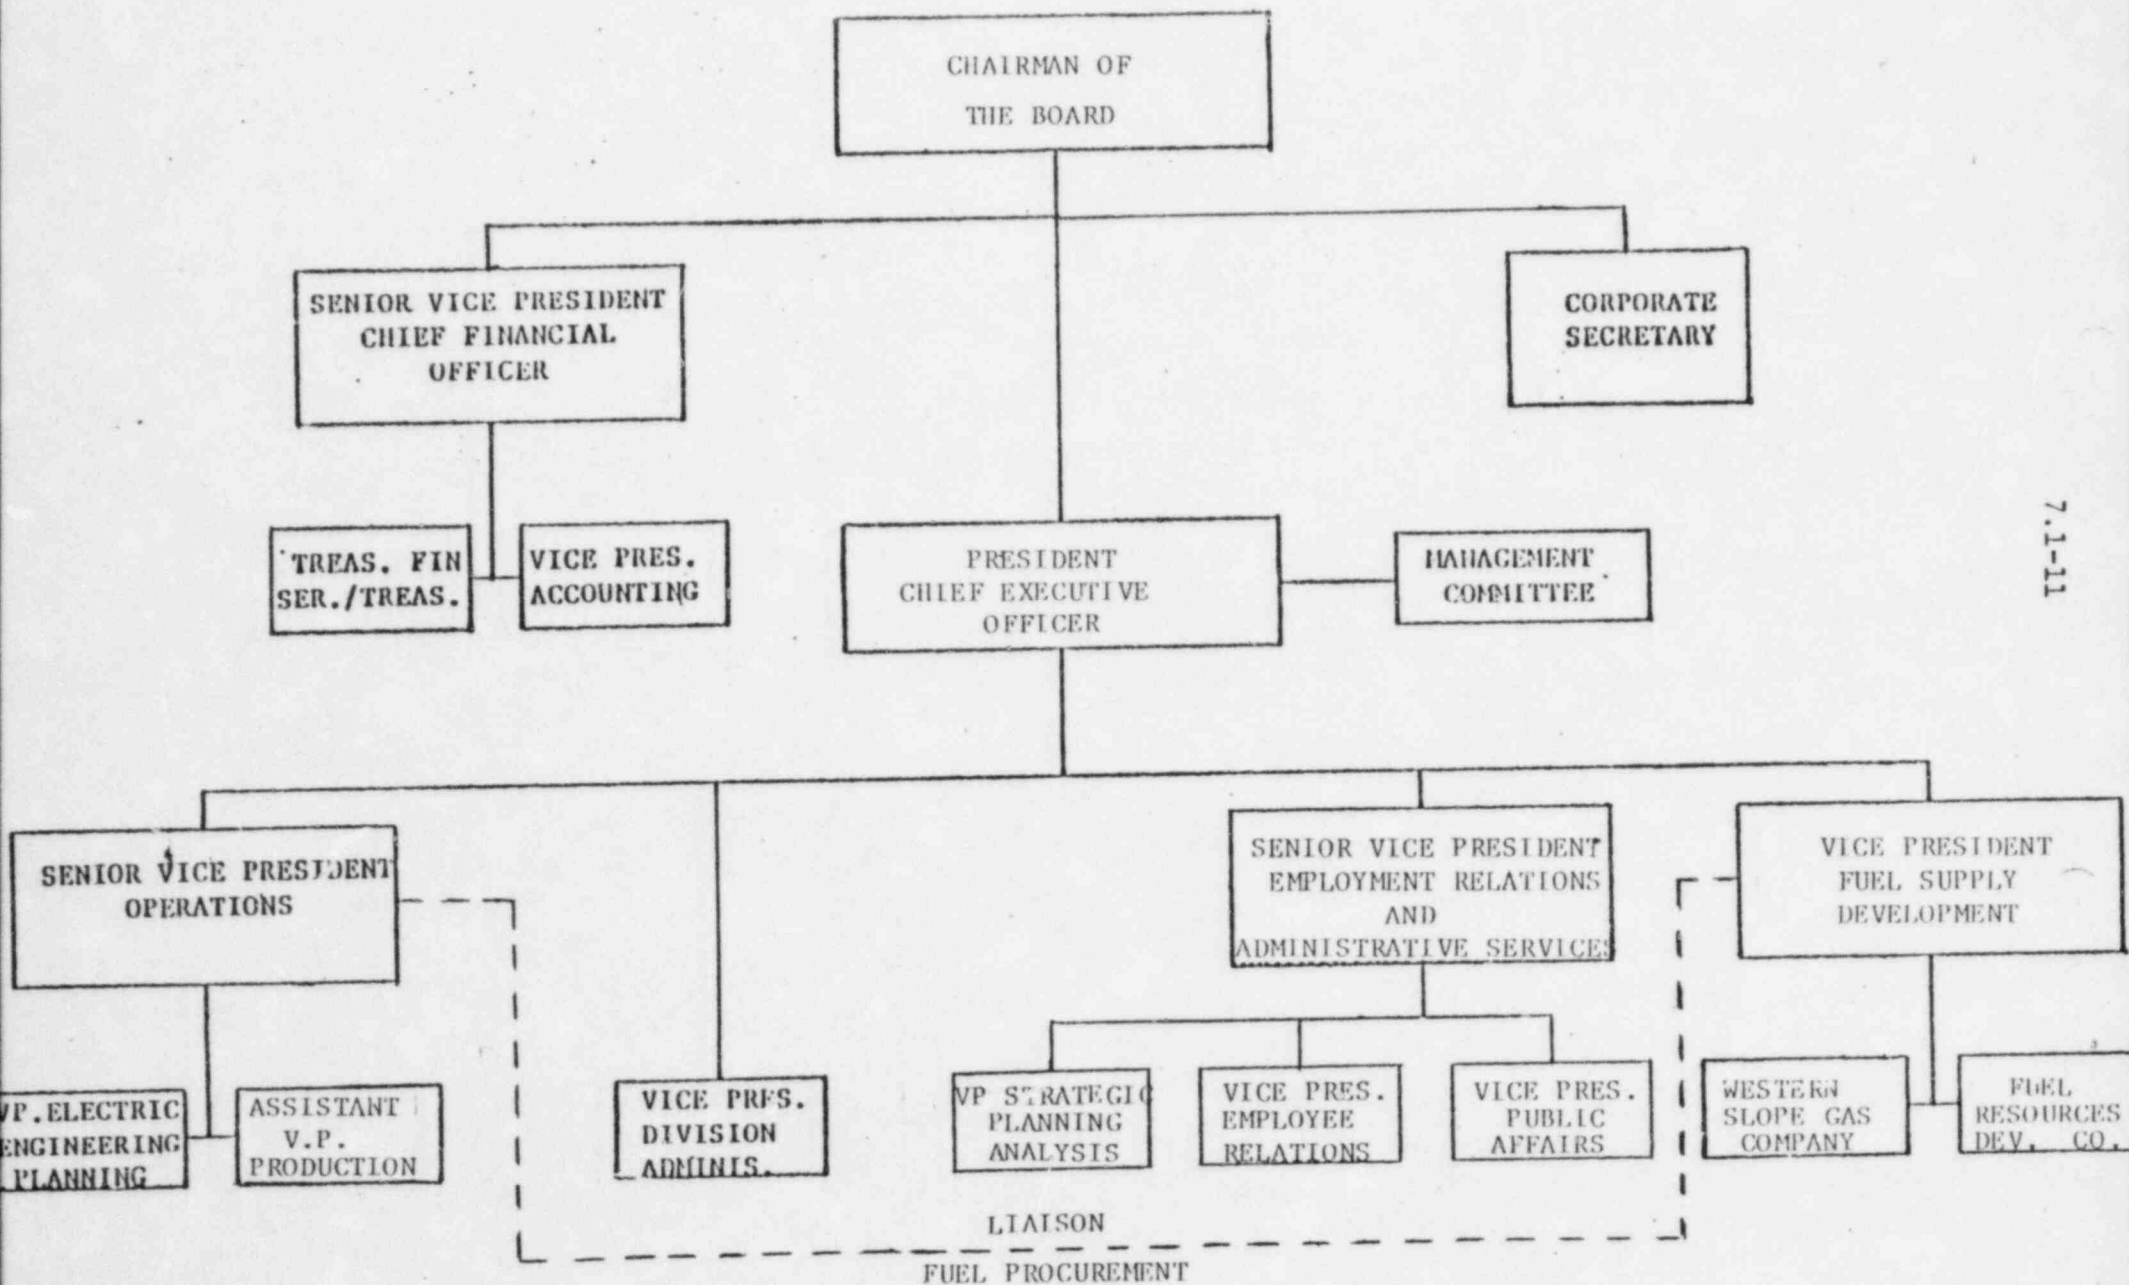 CHAIRMAN OF
THE BOARD
SENIOR VICE PRESIDENT
CHIEF FINANCIAL
OFFICER
CORPORATE
SECRETARY
TREAS. FIN
SER./TREAS.
VICE PRES.
ACCOUNTING
PRESIDENT
CHIEF EXECUTIVE
OFFICER
MANAGEMENT
COMMITTEE
7.1-11
SENIOR VICE PRESIDENT
OPERATIONS
SENIOR VICE PRESIDENT
EMPLOYMENT RELATIONS
AND
ADMINISTRATIVE SERVICES
VICE PRESIDENT
FUEL SUPPLY
DEVELOPMENT
VP.ELECTRIC
ENGINEERING
PLANNING
ASSISTANT
V.P.
PRODUCTION
VICE PRES.
DIVISION
ADMINIS.
VP STRATEGIC
PLANNING
ANALYSIS
VICE PRES.
EMPLOYEE
RELATIONS
VICE PRES.
PUBLIC
AFFAIRS
WESTERN
SLOPE GAS
COMPANY
FUEL
RESOURCES
DEV. CO.
LIAISON
FUEL PROCUREMENT